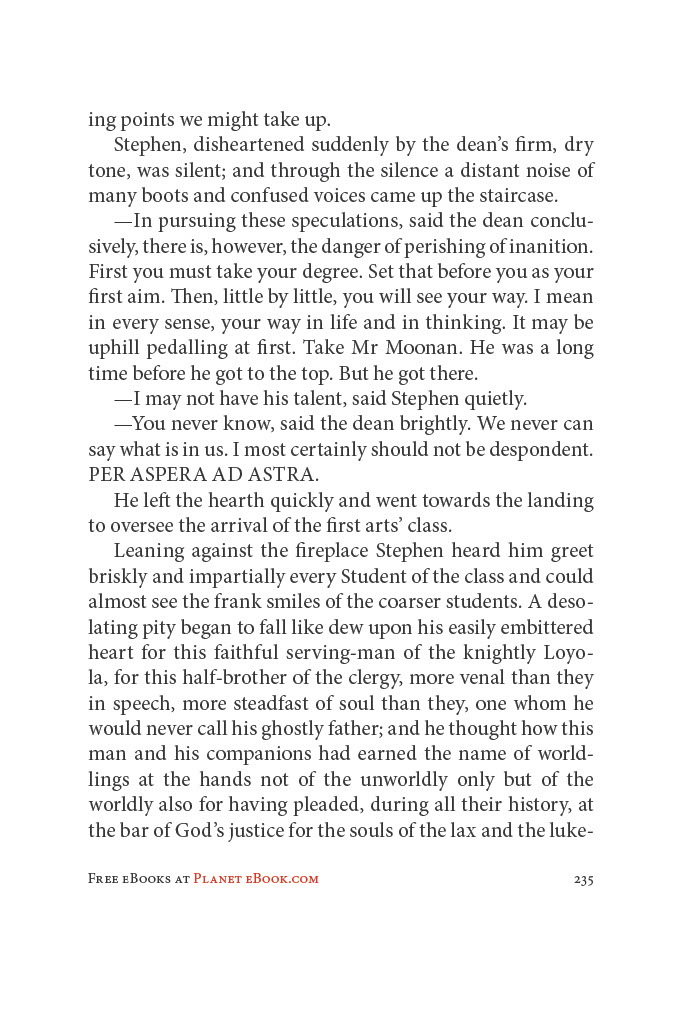 ing points we might take up.
Stephen, disheartened suddenly by the dean’s firm, dry
tone, was silent; and through the silence a distant noise of
many boots and confused voices came up the staircase.
—In pursuing these speculations, said the dean conclu-
sively, there is, however, the danger of perishing of inanition.
First you must take your degree. Set that before you as your
first aim. Then, little by little, you will see your way. I mean
in every sense, your way in life and in thinking. It may be
uphill pedalling at first. Take Mr Moonan. He was a long
time before he got to the top. But he got there.
—I may not have his talent, said Stephen quietly.
—You never know, said the dean brightly. We never can
say what is in us. I most certainly should not be despondent.
PER ASPERA AD ASTRA.
He left the hearth quickly and went towards the landing
to oversee the arrival of the first arts’ class.
Leaning against the fireplace Stephen heard him greet
briskly and impartially every Student of the class and could
almost see the frank smiles of the coarser students. A deso-
lating pity began to fall like dew upon his easily embittered
heart for this faithful serving-man of the knightly Loyo-
la, for this half-brother of the clergy, more venal than they
in speech, more steadfast of soul than they, one whom he
would never call his ghostly father; and he thought how this
man and his companions had earned the name of world-
lings at the hands not of the unworldly only but of the
worldly also for having pleaded, during all their history, at
the bar of God’s justice for the souls of the lax and the luke-
Free eBooks at Planet eBook.com 235